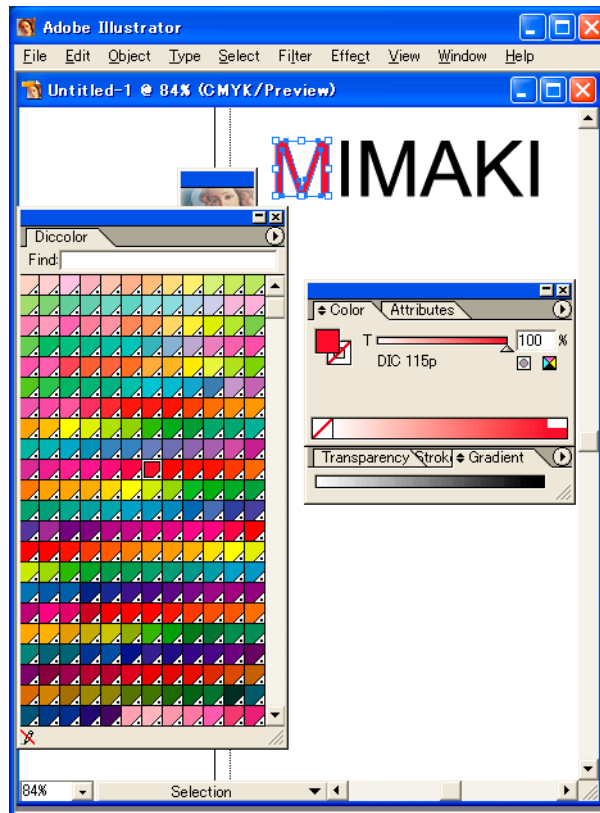 Adobe Illustrator
File Edit Object Type Select Filter Effect View Window Help
Untitled-1 @ 84% (CMYK/Preview)
MIMAKI
Diccolor
Find:
Color Attributes
T 100 %
DIC 115p
Transparency Strok Gradient
84% Selection